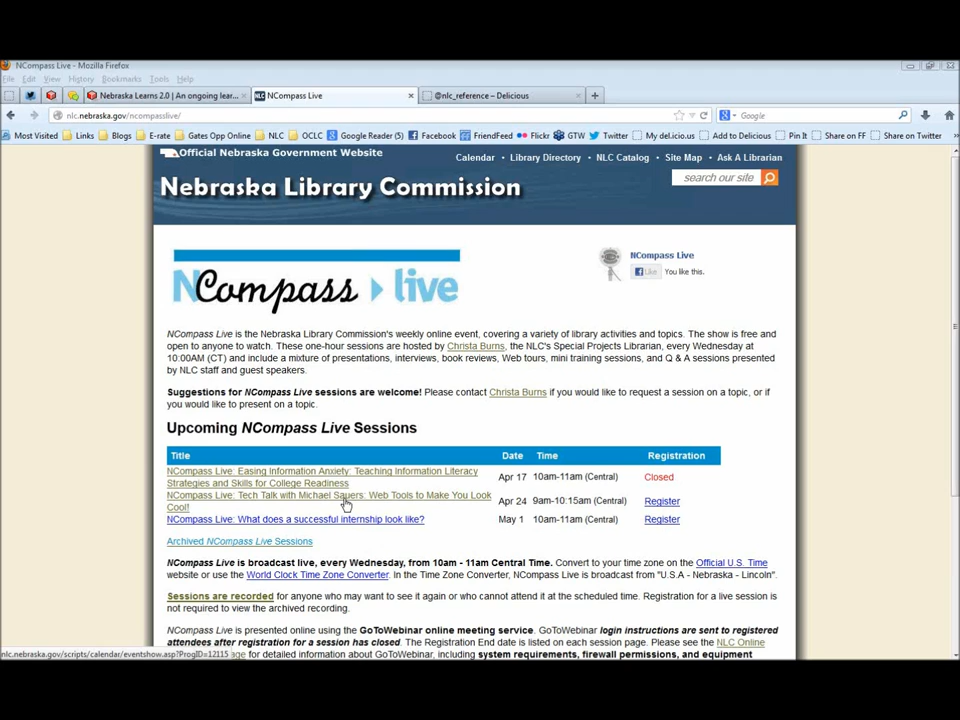 NCompass Live - Mozilla Firefox
File Edit View History Bookmarks Tools Help
Nebraska Learns 2.0 | An ongoing lear... × NCompass Live × @nlc_reference – Delicious × +
nlc.nebraska.gov/ncompasslive/ Google
Most Visited Links Blogs E-rate Gates Opp Online NLC OCLC Google Reader (5) Facebook FriendFeed Flickr GTW Twitter My del.icio.us Add to Delicious Pin It Share on FF Share on Twitter
Official Nebraska Government Website
Calendar • Library Directory • NLC Catalog • Site Map • Ask A Librarian
Nebraska Library Commission
search our site
NCompass live
NCompass Live
Like You like this.
NCompass Live is the Nebraska Library Commission's weekly online event, covering a variety of library activities and topics. The show is free and
open to anyone to watch. These one-hour sessions are hosted by Christa Burns, the NLC's Special Projects Librarian, every Wednesday at
10:00AM (CT) and include a mixture of presentations, interviews, book reviews, Web tours, mini training sessions, and Q & A sessions presented
by NLC staff and guest speakers.
Suggestions for NCompass Live sessions are welcome! Please contact Christa Burns if you would like to request a session on a topic, or if
you would like to present on a topic.
Upcoming NCompass Live Sessions
Title Date Time Registration
NCompass Live: Easing Information Anxiety: Teaching Information Literacy
Strategies and Skills for College Readiness Apr 17 10am-11am (Central) Closed
NCompass Live: Tech Talk with Michael Sauers: Web Tools to Make You Look
Cool! Apr 24 9am-10:15am (Central) Register
NCompass Live: What does a successful internship look like? May 1 10am-11am (Central) Register
Archived NCompass Live Sessions
NCompass Live is broadcast live, every Wednesday, from 10am - 11am Central Time. Convert to your time zone on the Official U.S. Time
website or use the World Clock Time Zone Converter. In the Time Zone Converter, NCompass Live is broadcast from "U.S.A - Nebraska - Lincoln".
Sessions are recorded for anyone who may want to see it again or who cannot attend it at the scheduled time. Registration for a live session is
not required to view the archived recording.
NCompass Live is presented online using the GoToWebinar online meeting service. GoToWebinar login instructions are sent to registered
attendees after registration for a session has closed. The Registration End date is listed on each session page. Please see the NLC Online
nlc.nebraska.gov/scripts/calendar/eventshow.asp?ProgID=12115 age for detailed information about GoToWebinar, including system requirements, firewall permissions, and equipment